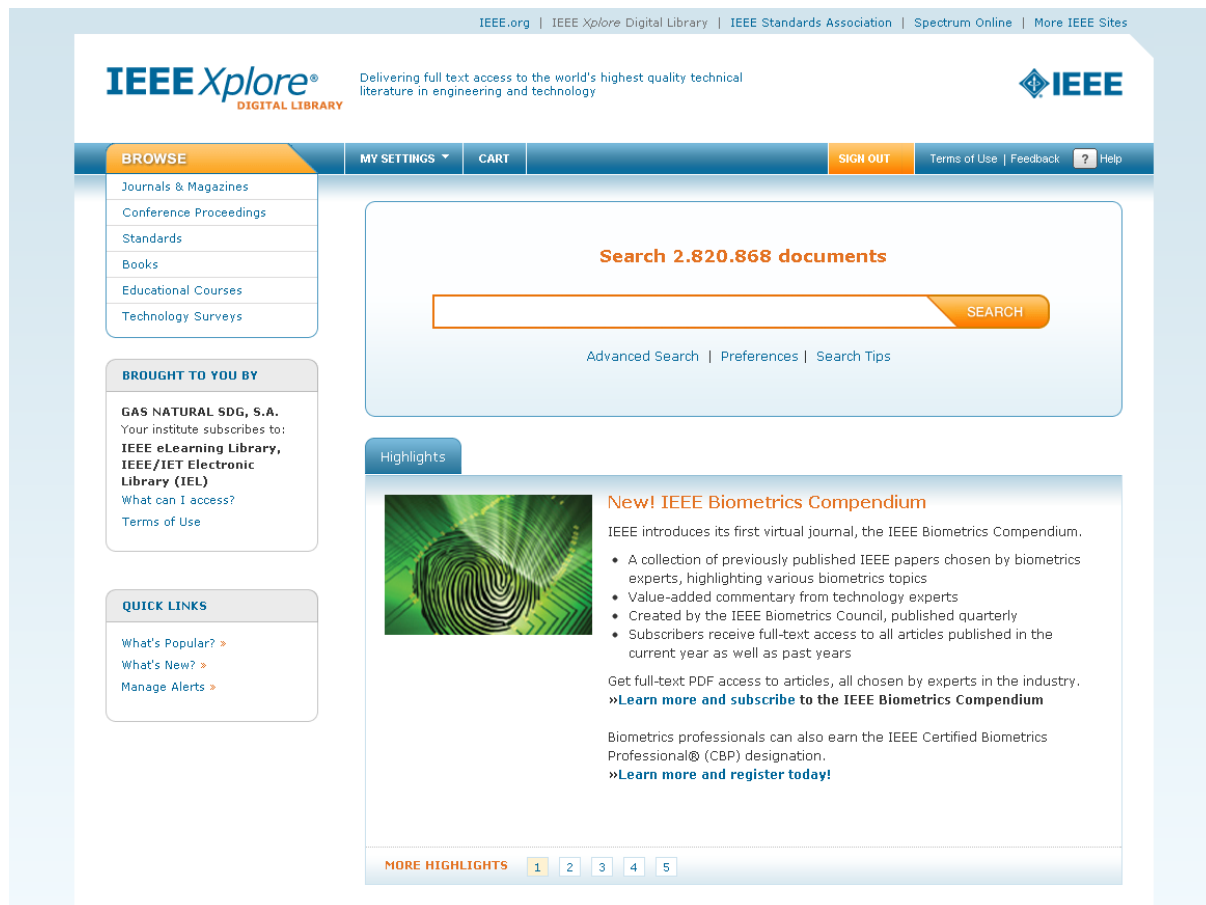 IEEE.org | IEEE Xplore Digital Library | IEEE Standards Association | Spectrum Online | More IEEE Sites
IEEE Xplore®
DIGITAL LIBRARY
Delivering full text access to the world's highest quality technical
literature in engineering and technology
IEEE
BROWSE
MY SETTINGS
CART
SIGN OUT
Terms of Use | Feedback
? Help
Journals & Magazines
Conference Proceedings
Standards
Books
Educational Courses
Technology Surveys
Search 2.820.868 documents
SEARCH
Advanced Search | Preferences | Search Tips
BROUGHT TO YOU BY
GAS NATURAL SDG, S.A.
Your institute subscribes to:
IEEE eLearning Library,
IEEE/IET Electronic
Library (IEL)
What can I access?
Terms of Use
QUICK LINKS
What's Popular? »
What's New? »
Manage Alerts »
Highlights
New! IEEE Biometrics Compendium
IEEE introduces its first virtual journal, the IEEE Biometrics Compendium.
• A collection of previously published IEEE papers chosen by biometrics
experts, highlighting various biometrics topics
• Value-added commentary from technology experts
• Created by the IEEE Biometrics Council, published quarterly
• Subscribers receive full-text access to all articles published in the
current year as well as past years
Get full-text PDF access to articles, all chosen by experts in the industry.
»Learn more and subscribe to the IEEE Biometrics Compendium
Biometrics professionals can also earn the IEEE Certified Biometrics
Professional® (CBP) designation.
»Learn more and register today!
MORE HIGHLIGHTS 1 2 3 4 5